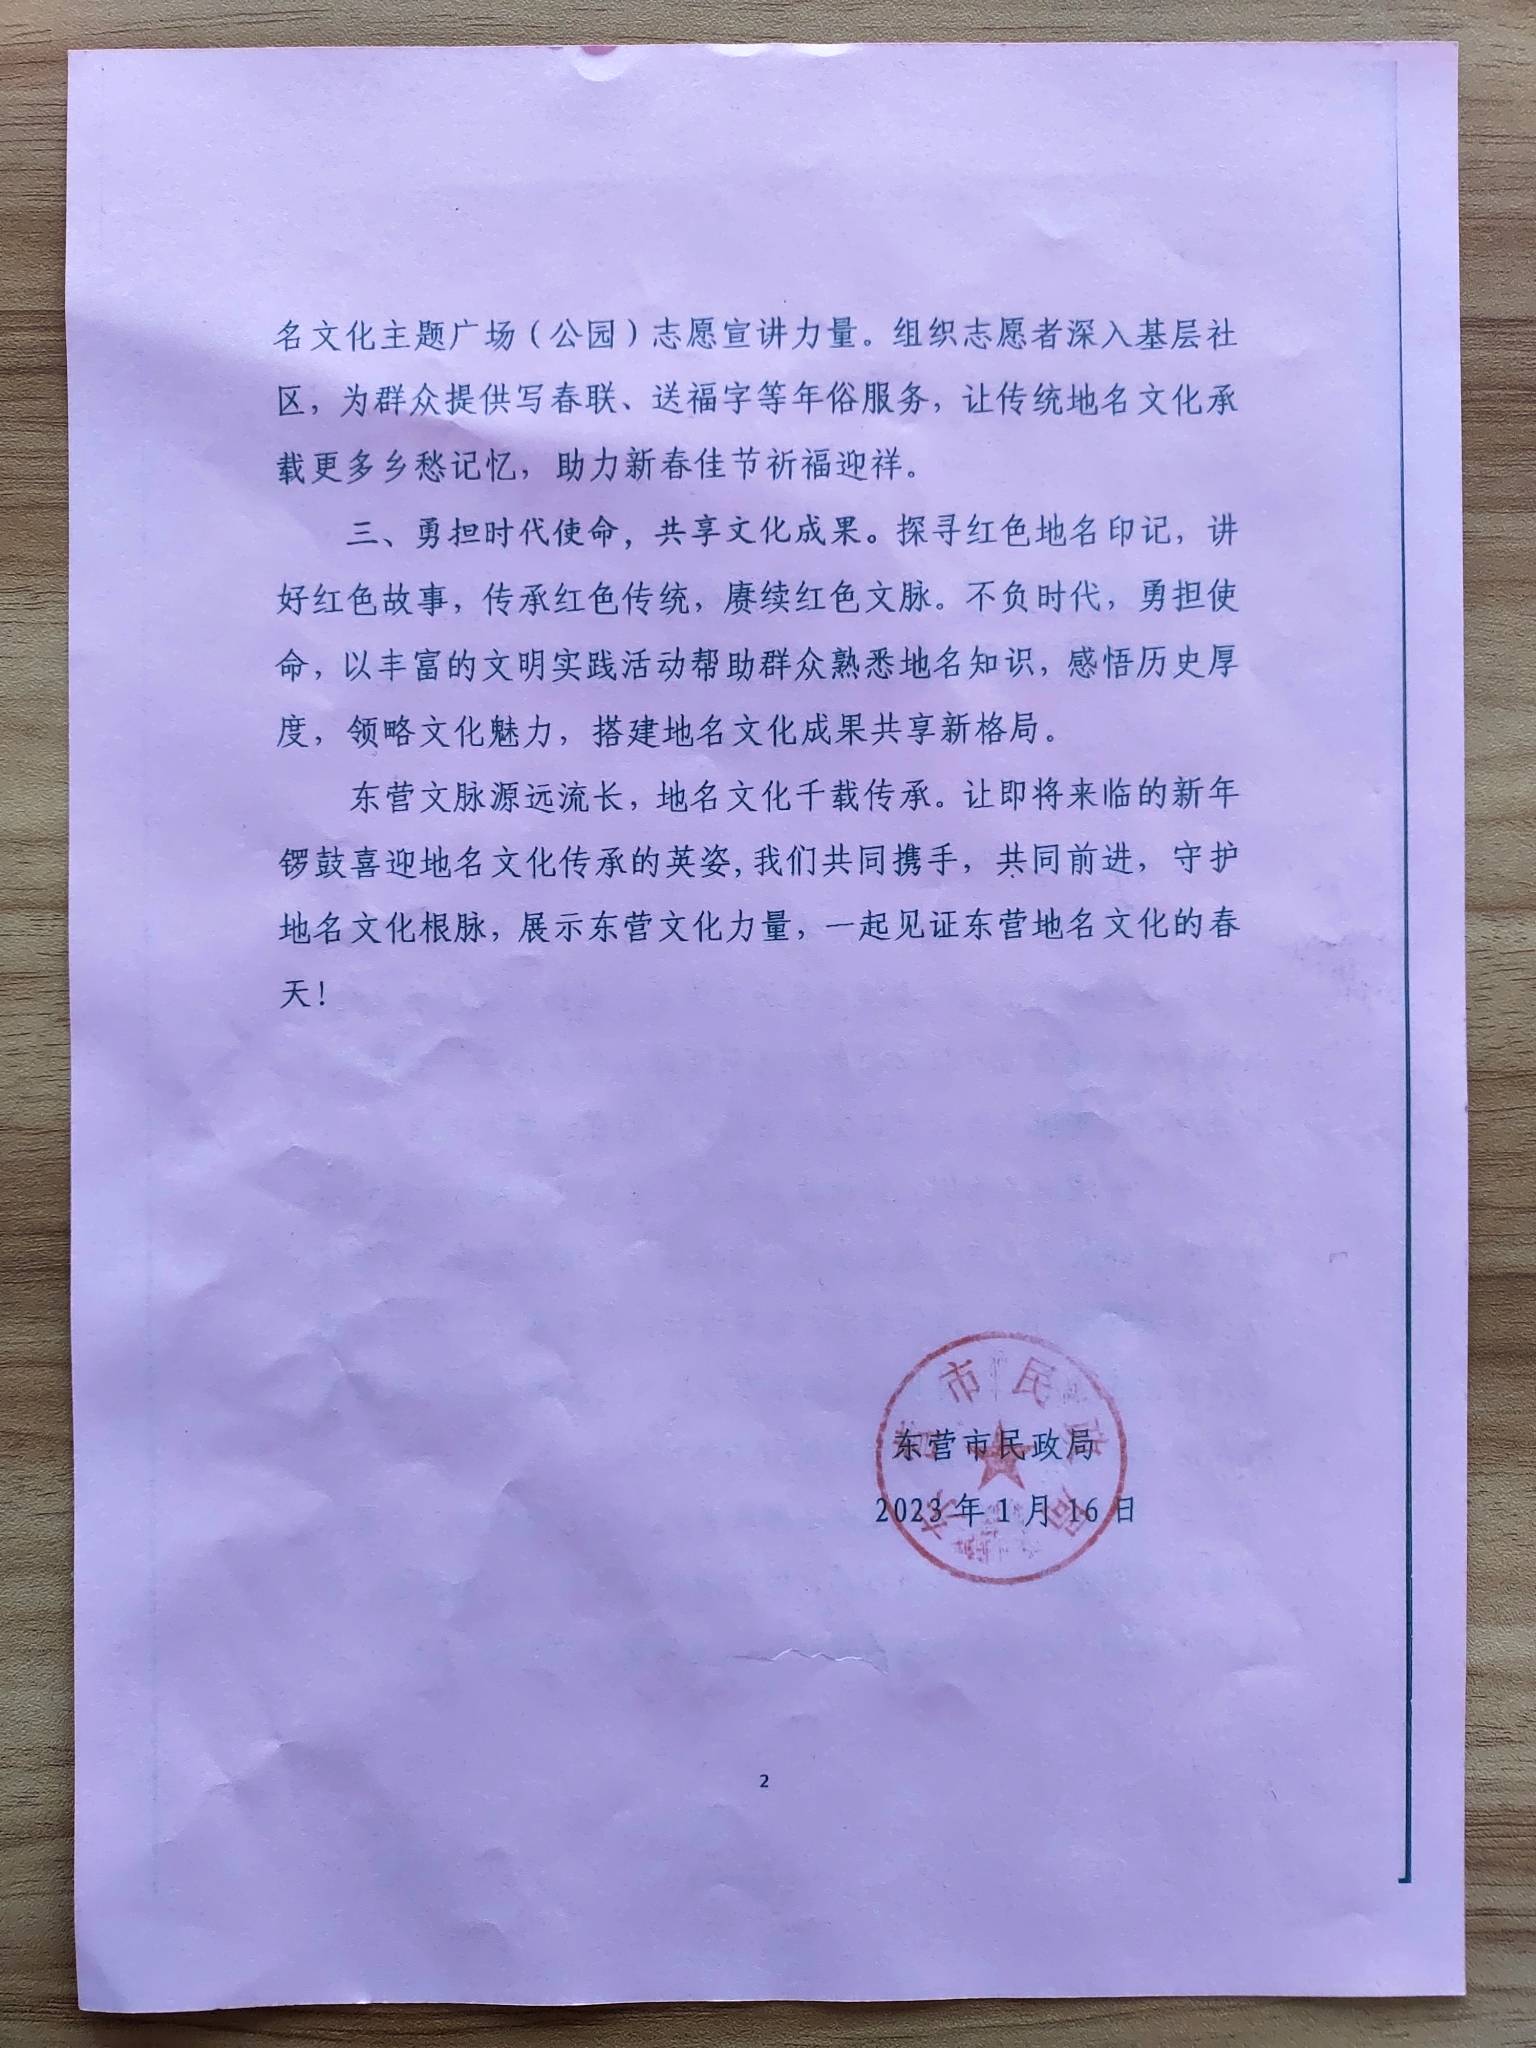 名文化主题广场（公园）志愿宣讲力量。组织志愿者深入基层社
区，为群众提供写春联、送福字等年俗服务，让传统地名文化承
载更多乡愁记忆，助力新春佳节祈福迎祥。
三、勇担时代使命，共享文化成果。探寻红色地名印记，讲
好红色故事，传承红色传统，赓续红色文脉。不负时代，勇担使
命，以丰富的文明实践活动帮助群众熟悉地名知识，感悟历史厚
度，领略文化魅力，搭建地名文化成果共享新格局。
东营文脉源远流长，地名文化千载传承。让即将来临的新年
锣鼓喜迎地名文化传承的英姿,我们共同携手，共同前进，守护
地名文化根脉，展示东营文化力量，一起见证东营地名文化的春
天！
东营市民政局
2023 年 1 月 16 日
东营市民政局
2